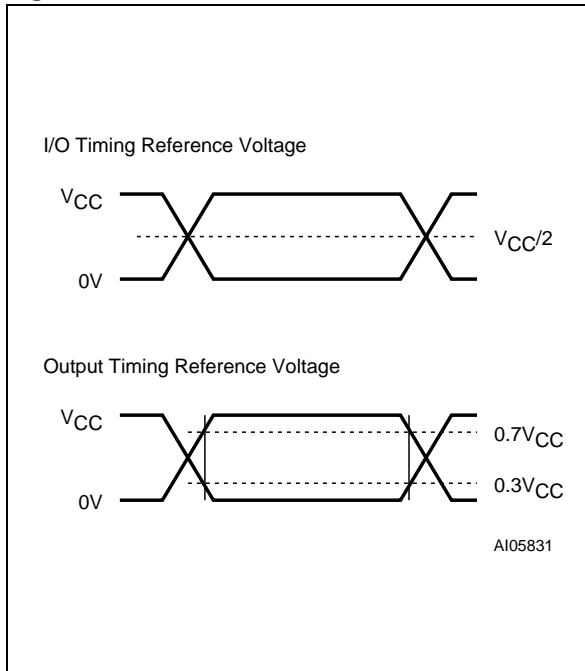 I/O Timing Reference Voltage
VCC
VCC/2
0V
Output Timing Reference Voltage
VCC
0.7VCC
0.3VCC
0V
AI05831